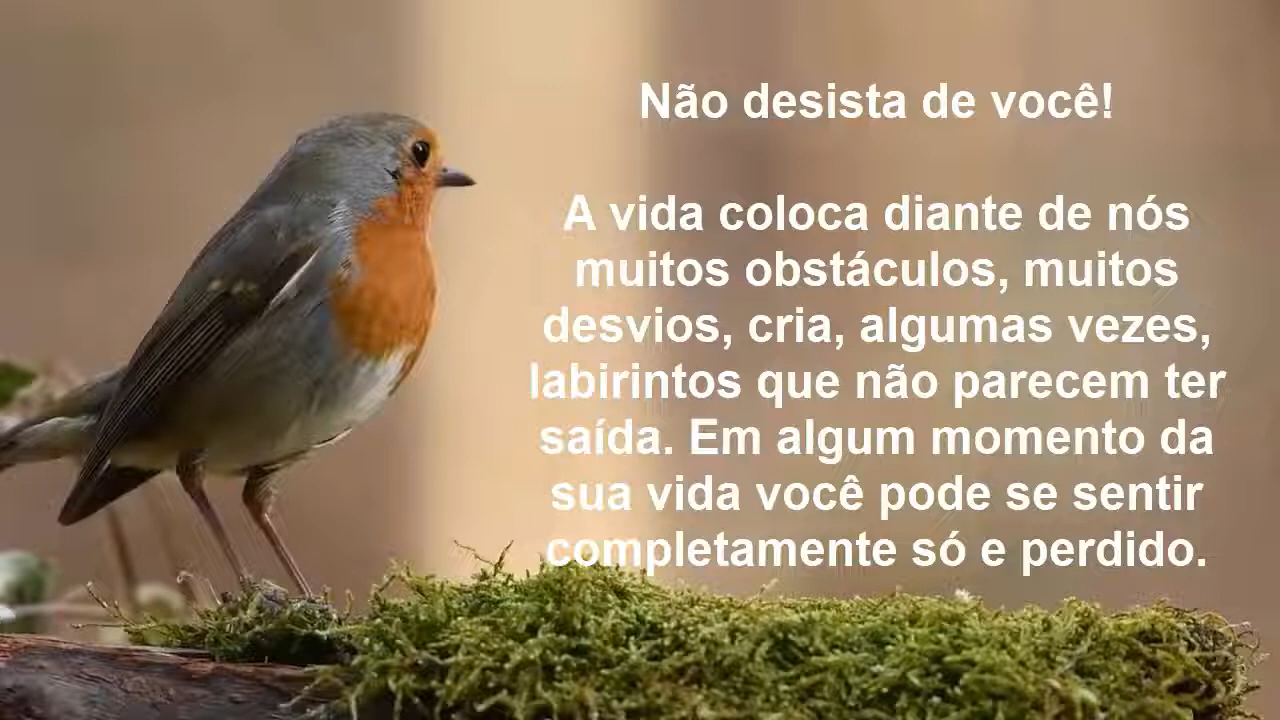 Não desista de você!
A vida coloca diante de nós
muitos obstáculos, muitos
desvios, cria, algumas vezes,
labirintos que não parecem ter
saída. Em algum momento da
sua vida você pode se sentir
completamente só e perdido.